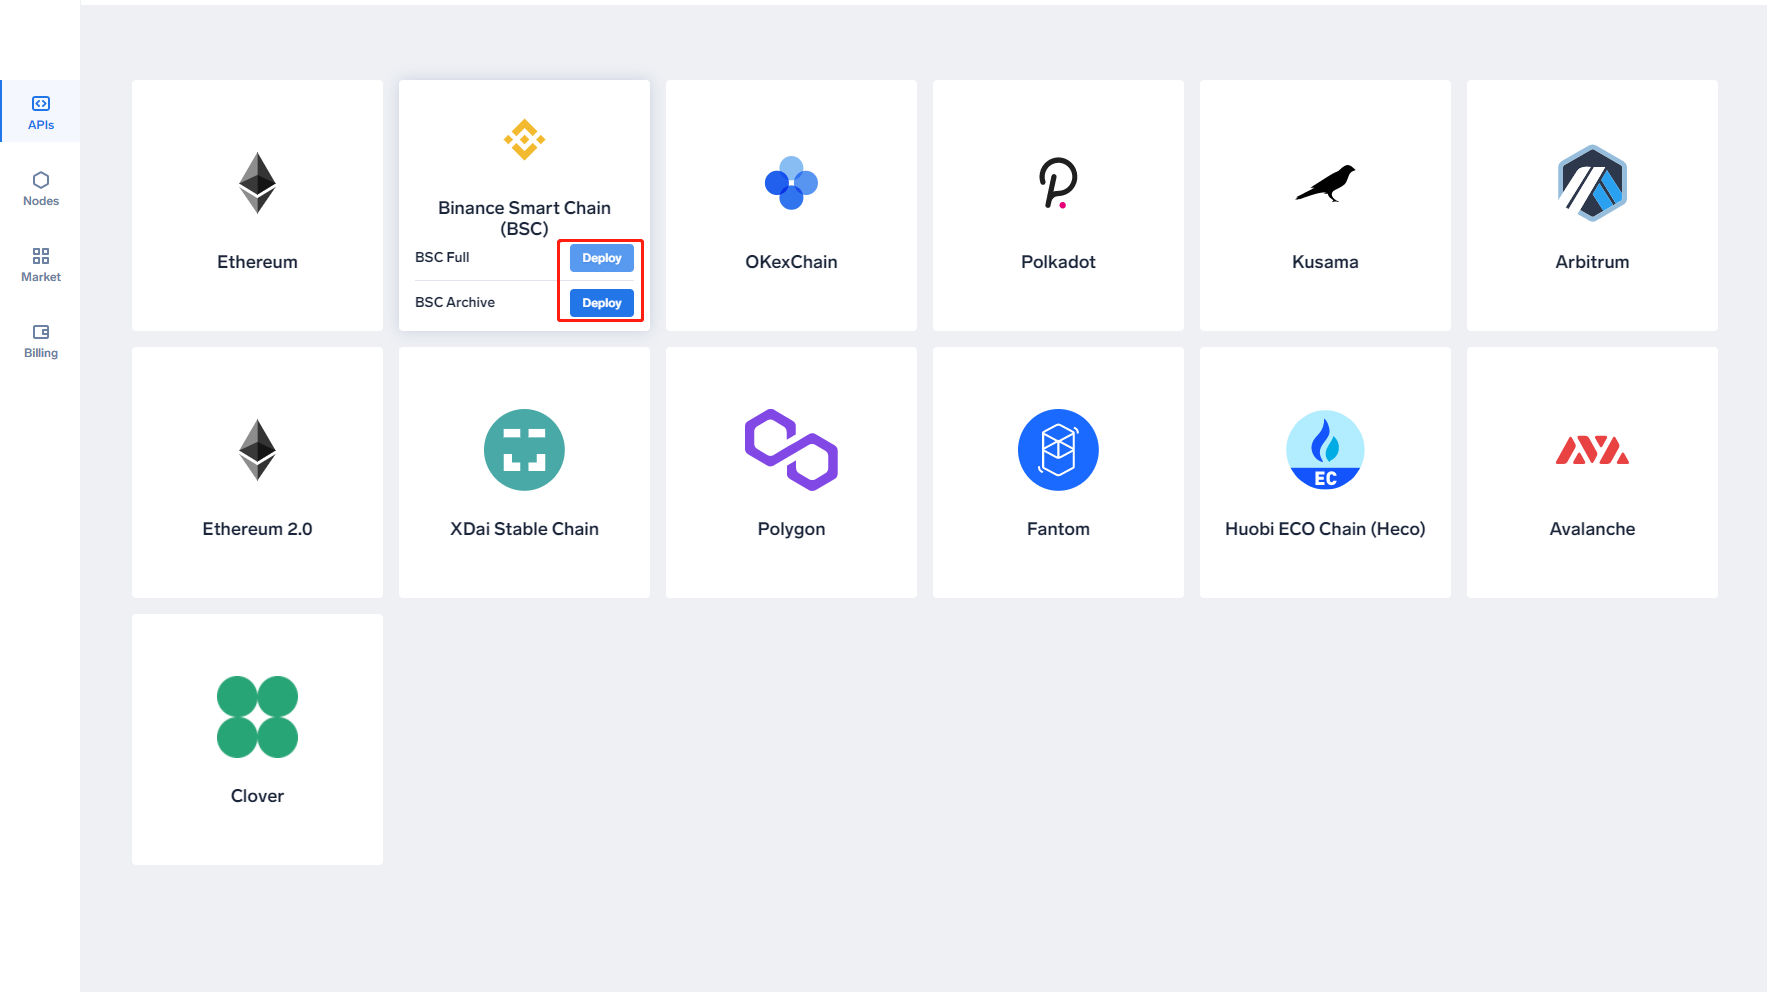 APIs
Nodes
Market
Billing
Ethereum
Binance Smart Chain
(BSC)
BSC Full
Deploy
BSC Archive
Deploy
OKexChain
Polkadot
Kusama
Arbitrum
Ethereum 2.0
XDai Stable Chain
Polygon
Fantom
EC
Huobi ECO Chain (Heco)
Avalanche
Clover